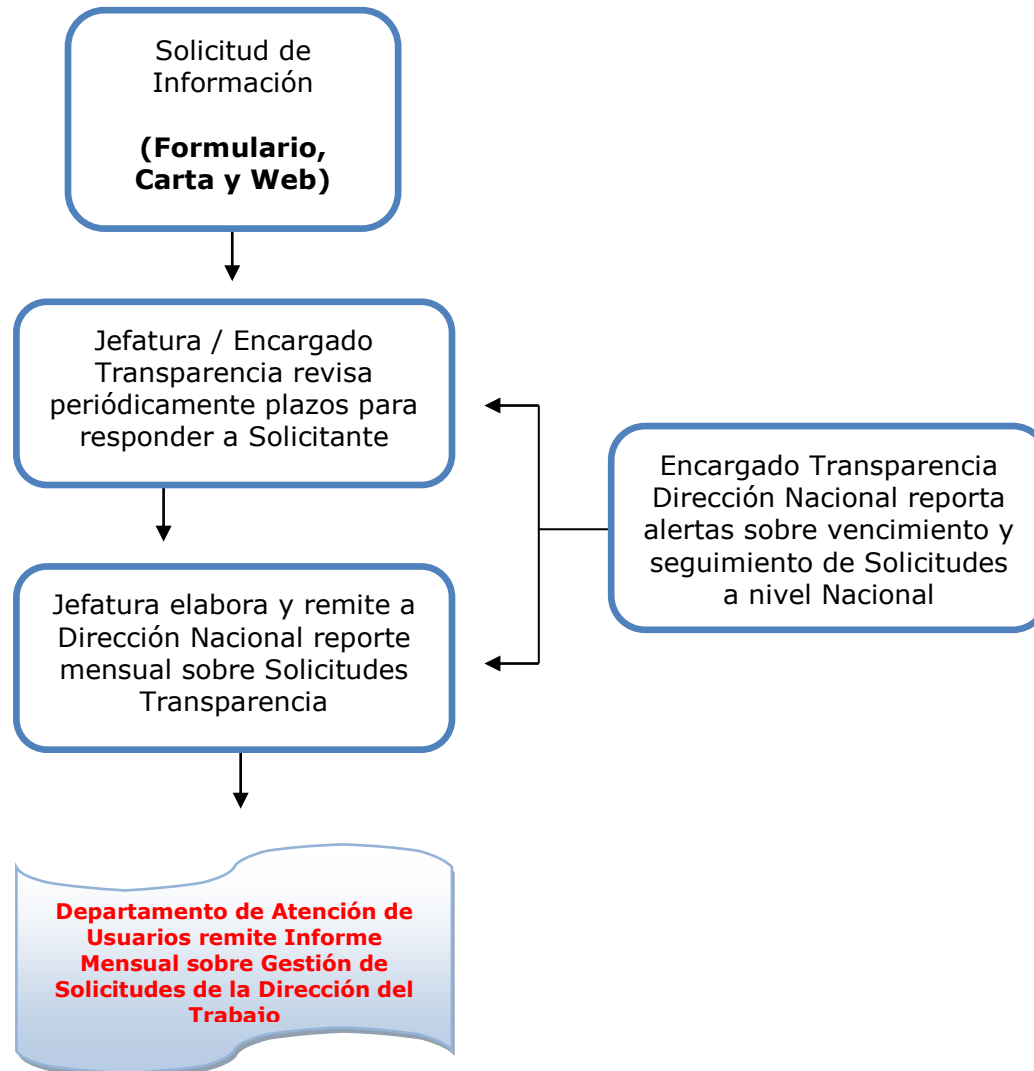 Solicitud de
Información
(Formulario,
Carta y Web)
Jefatura / Encargado
Transparencia revisa
periódicamente plazos para
responder a Solicitante
Encargado Transparencia
Dirección Nacional reporta
alertas sobre vencimiento y
seguimiento de Solicitudes
a nivel Nacional
Jefatura elabora y remite a
Dirección Nacional reporte
mensual sobre Solicitudes
Transparencia
Departamento de Atención de
Usuarios remite Informe
Mensual sobre Gestión de
Solicitudes de la Dirección del
Trabajo